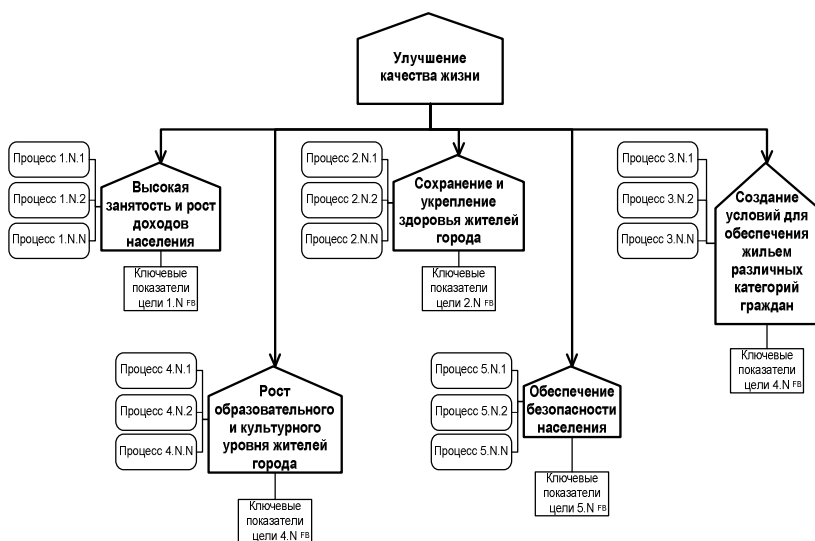 Улучшение
качества жизни
Процесс 1.N.1
Процесс 1.N.2
Процесс 1.N.N
Высокая
занятость и рост
доходов
населения
Ключевые
показатели
цели 1.N FB
Процесс 2.N.1
Процесс 2.N.2
Процесс 2.N.N
Сохранение и
укрепление
здоровья жителей
города
Ключевые
показатели
цели 2.N FB
Процесс 3.N.1
Процесс 3.N.2
Процесс 3.N.N
Создание
условий для
обеспечения
жильем
различных
категорий
граждан
Ключевые
показатели
цели 4.N FB
Процесс 4.N.1
Процесс 4.N.2
Процесс 4.N.N
Рост
образовательного
и культурного
уровня жителей
города
Ключевые
показатели
цели 4.N FB
Процесс 5.N.1
Процесс 5.N.2
Процесс 5.N.N
Обеспечение
безопасности
населения
Ключевые
показатели
цели 5.N FB